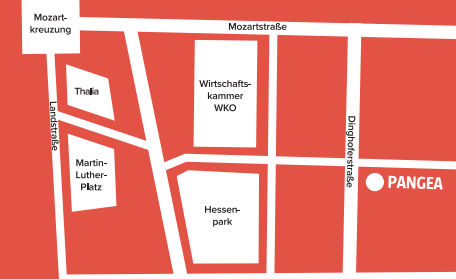 Mozart-
kreuzung
Mozartstraße
Thalia
Wirtschafts-
kammer
WKO
Landstraße
Dinghoferstraße
Martin-
Luther-
Platz
PANGEA
Hessen-
park